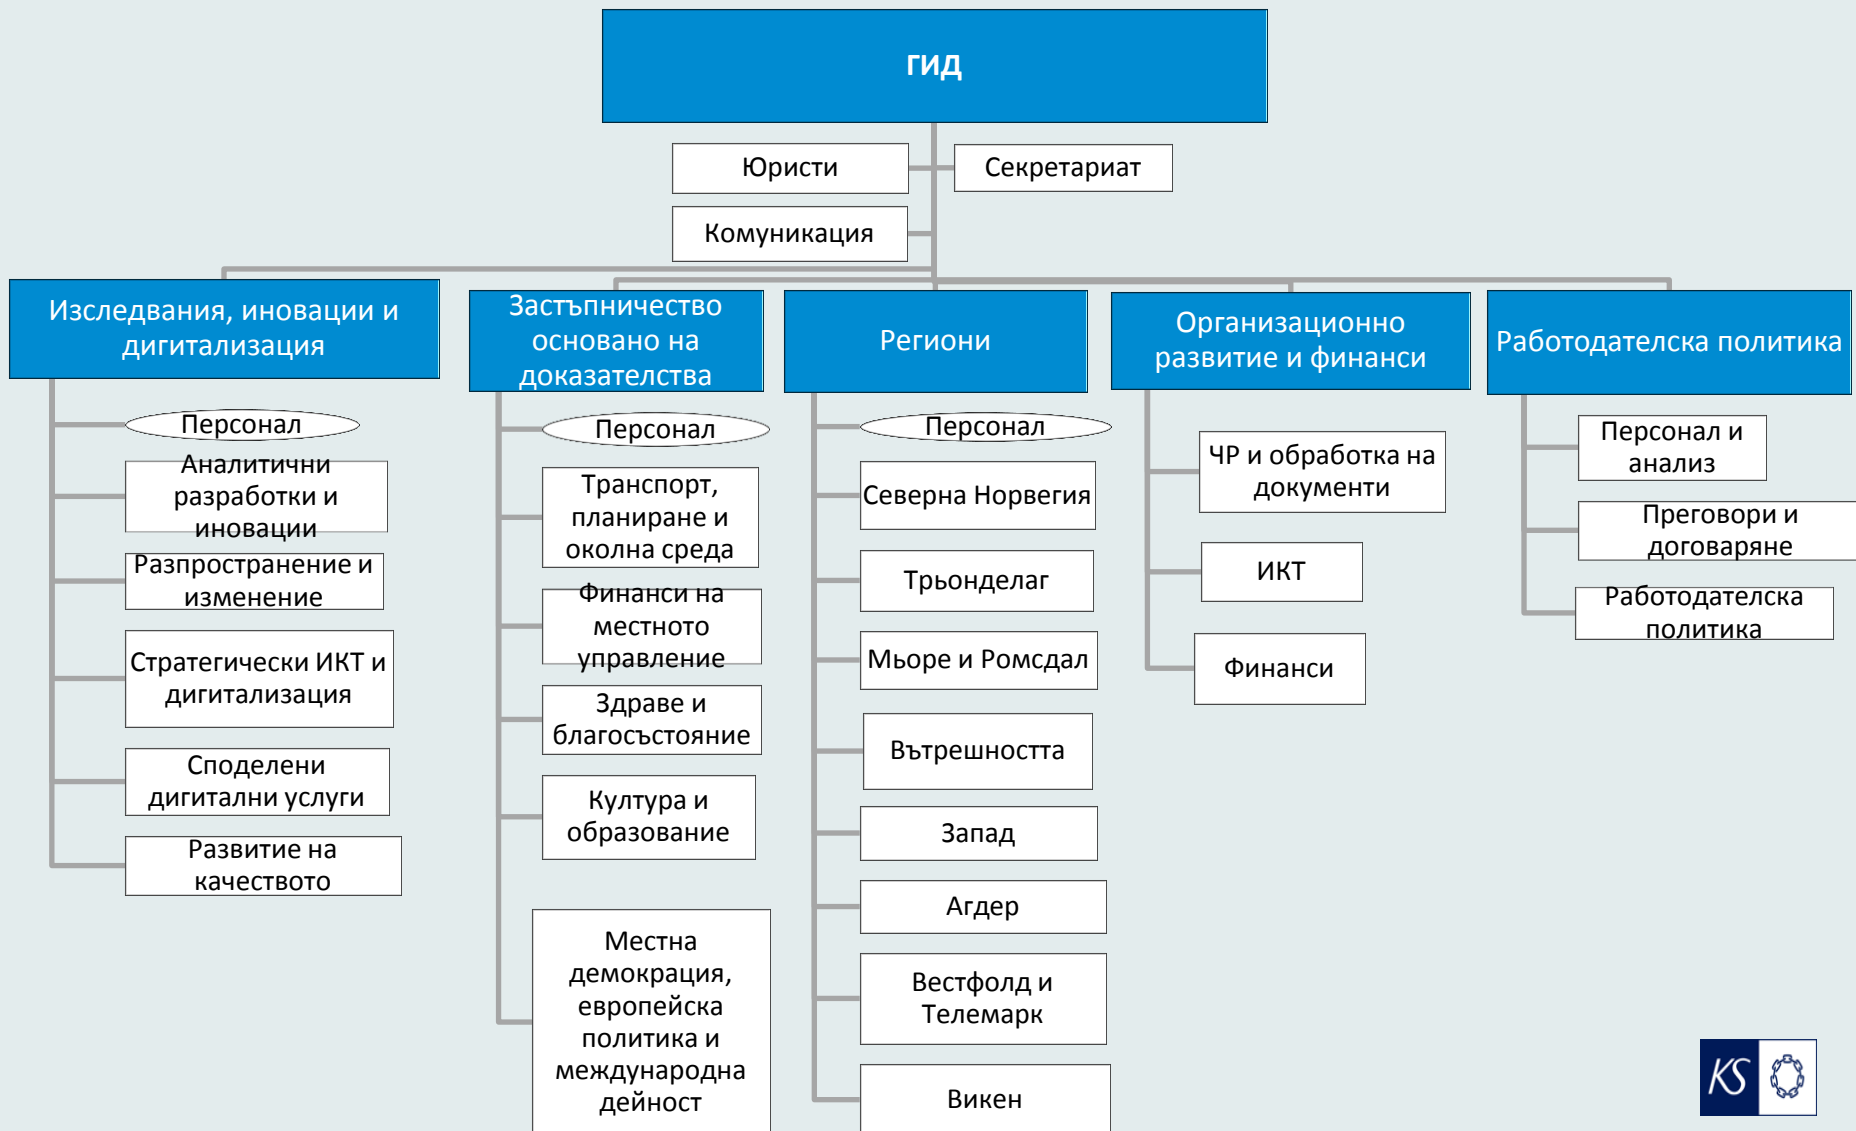 ГИД
Юристи
Секретариат
Комуникация
Изследвания, иновации и
дигитализация
Персонал
Аналитични
разработки и
иновации
Разпространение и
изменение
Стратегически ИКТ и
дигитализация
Споделени
дигитални услуги
Развитие на
качеството
Застъпничество
основано на
доказателства
Персонал
Транспорт,
планиране и
околна среда
Финанси на
местното
управление
Здраве и
благосъстояние
Култура и
образование
Местна
демокрация,
европейска
политика и
международна
дейност
Региони
Персонал
Северна Норвегия
Трьонделаг
Мьоре и Ромсдал
Вътрешността
Запад
Агдер
Вестфолд и
Телемарк
Викен
Организационно
развитие и финанси
ЧР и обработка на
документи
ИКТ
Финанси
Работодателска политика
Персонал и
анализ
Преговори и
договаряне
Работодателска
политика
KS